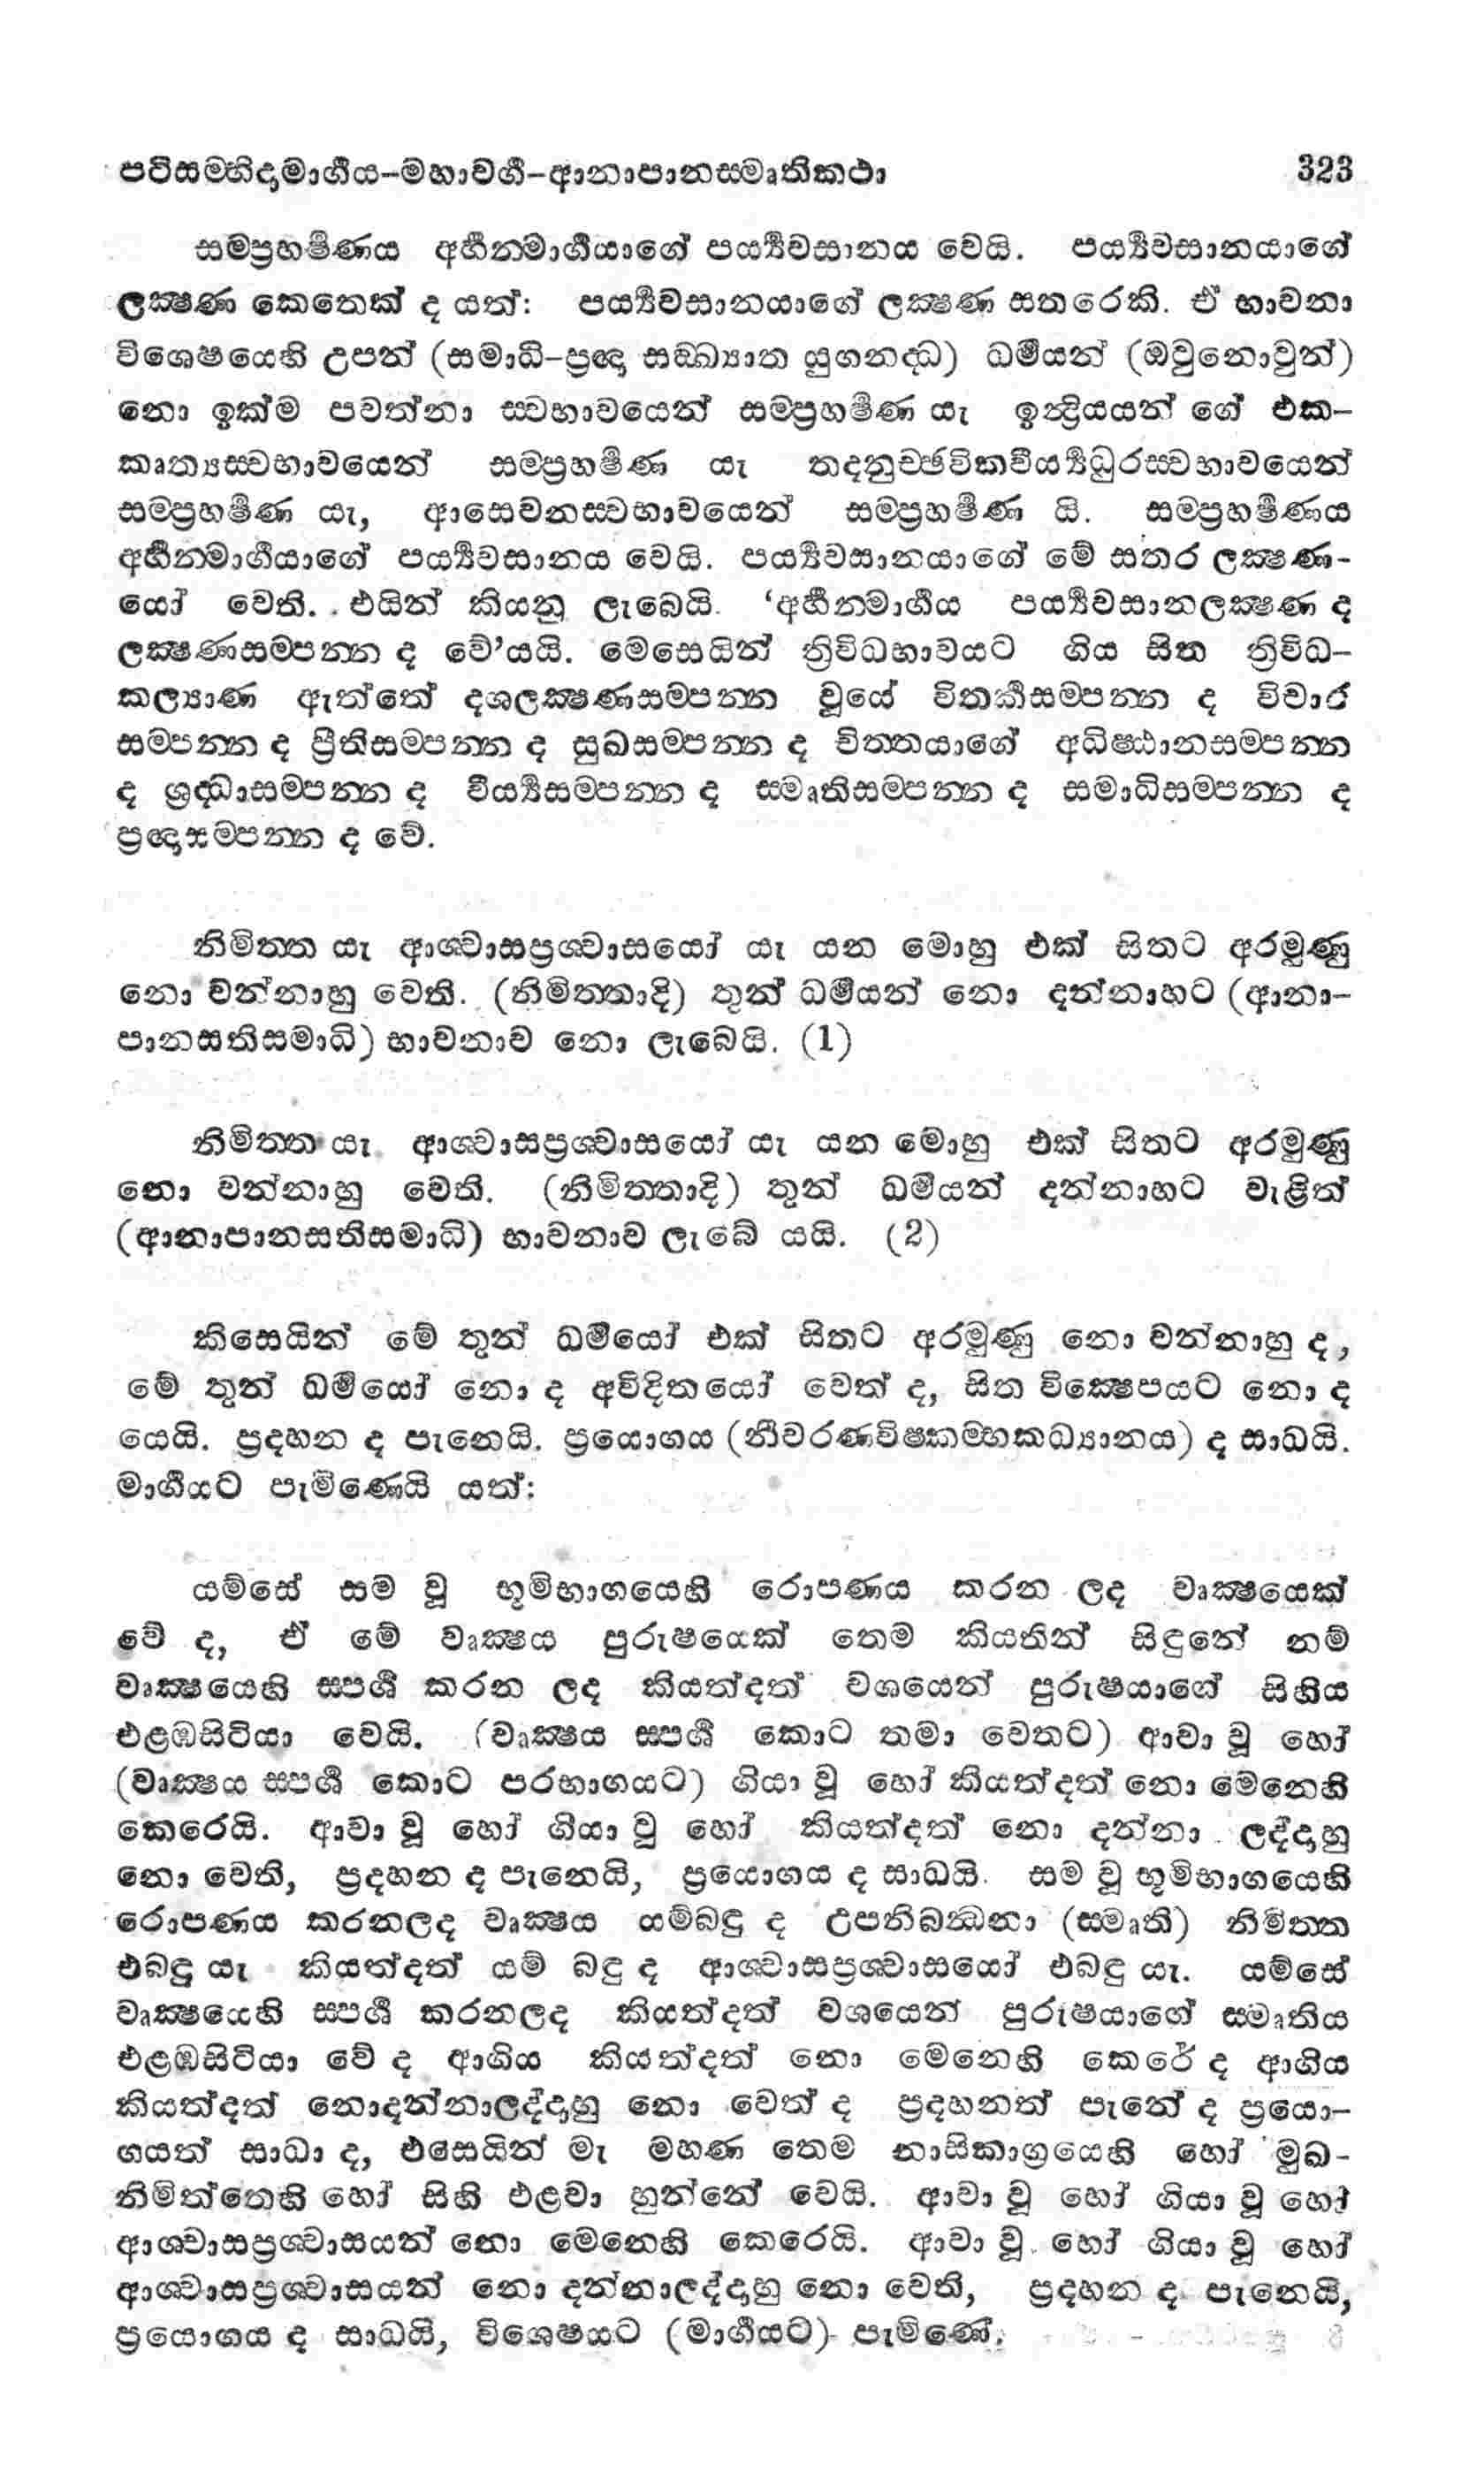 පටිසම්භිදාමාර්ගය-මහාවර්ග-ආනාපානස්මෘතිකථා 323
සම්ප්‍රහර්ෂණය අර්හන්මාර්ගයාගේ පර්ය්‍යවසානය වෙයි. පර්ය්‍යවසානයාගේ
ලක්‍ෂණ කෙතෙක් ද යත්: පර්ය්‍යවසානයාගේ ලක්‍ෂණ සතරෙකි. ඒ භාවනා
විශෙෂයෙහි උපන් (සමාධි-ප්‍රඥා සඞ්ඛ්‍යාත යුගනද්ධ) ධර්මයන් (ඔවුනොවුන්)
නො ඉක්ම පවත්නා ස්වභාවයෙන් සම්ප්‍රහර්ෂණ යැ ඉන්‍ද්‍රියයන් ගේ එක-
කෘත්‍යස්වභාවයෙන් සම්ප්‍රහර්ෂණ යැ තදනුච්ඡවිකවීර්ය්‍යධුරස්වභාවයෙන්
සම්ප්‍රහර්ෂණ යැ, ආසෙවනස්වභාවයෙන් සම්ප්‍රහර්ෂණ යි. සම්ප්‍රහර්ෂණය
අර්හන්මාර්ගයාගේ පර්ය්‍යවසානය වෙයි. පර්ය්‍යවසානයාගේ මේ සතර ලක්‍ෂණ-
යෝ වෙති. එයින් කියනු ලැබෙයි. ‘අර්හන්මාර්ගය පර්ය්‍යවසානලක්‍ෂණ ද
ලක්‍ෂණසම්පන්න ද වේ’යයි. මෙසෙයින් ත්‍රිවිධභාවයට ගිය සිත ත්‍රිවිධ-
කල්‍යාණ ඇත්තේ දශලක්‍ෂණසම්පන්න වූයේ විතර්කසම්පන්න ද විචාර
සම්පන්න ද ප්‍රීතිසම්පන්න ද සුඛසම්පන්න ද චිත්තයාගේ අධිෂ්ඨානසම්පන්න
ද ශ්‍රද්ධාසම්පන්න ද වීර්ය්‍යසම්පන්න ද ස්මෘතිසම්පන්න ද සමාධිසම්පන්න ද
ප්‍රඥාසම්පන්න ද වේ.
නිමිත්ත යැ ආශ්වාසප්‍රශ්වාසයෝ යැ යන මොහු එක් සිතට අරමුණු
නො වන්නාහු වෙති. (නිමිත්තාදි) තුන් ධර්මයන් නො දන්නාහට (ආනා-
පානසතිසමාධි) භාවනාව නො ලැබෙයි. (1)
නිමිත්ත යැ ආශ්වාසප්‍රශ්වාසයෝ යැ යන මොහු එක් සිතට අරමුණු
නො වන්නාහු වෙති. (නිමිත්තාදි) තුන් ධර්මයන් දන්නාහට වැළිත්
(ආනාපානසතිසමාධි) භාවනාව ලැබේ යයි. (2)
කිසෙයින් මේ තුන් ධර්මයෝ එක් සිතට අරමුණු නො වන්නාහු ද,
මේ තුන් ධර්මයෝ නො ද අවිදිතයෝ වෙත් ද, සිත වික්‍ෂෙපයට නො ද
යෙයි. ප්‍රදහන ද පැනෙයි. ප්‍රයොගය (නීවරණවිෂ්කම්භකධ්‍යානය) ද සාධයි.
මාර්ගයට පැමිණෙයි යත්:
යම්සේ සම වූ භූමිභාගයෙහි රොපණය කරන ලද වෘක්‍ෂයෙක්
වේ ද, ඒ මේ වෘක්‍ෂය පුරුෂයෙක් තෙම කියතින් සිඳුනේ නම්
වෘක්‍ෂයෙහි ස්පර්ශ කරන ලද කියත්දත් වශයෙන් පුරුෂයාගේ සිහිය
එළඹසිටියා වෙයි. (වෘක්‍ෂය ස්පර්ශ කොට තමා වෙතට) ආවා වූ හෝ
(වෘක්‍ෂය ස්පර්ශ කොට පරභාගයට) ගියා වූ හෝ කියත්දත් නො මෙනෙහි
කෙරෙයි. ආවා වූ හෝ ගියා වූ හෝ කියත්දත් නො දන්නා ලද්දාහු
නො වෙති, ප්‍රදහන ද පැනෙයි, ප්‍රයොගය ද සාධයි. සම වූ භූමිභාගයෙහි
රොපණය කරනලද වෘක්‍ෂය යම්බඳු ද උපනිබන්ධනා (ස්මෘති) නිමිත්ත
එබඳු යැ කියත්දත් යම් බඳු ද ආශ්වාසප්‍රශ්වාසයෝ එබඳු යැ. යම්සේ
වෘක්‍ෂයෙහි ස්පර්ශ කරනලද කියත්දත් වශයෙන් පුරුෂයාගේ ස්මෘතිය
එළඹසිටියා වේ ද ආගිය කියත්දත් නො මෙනෙහි කෙරේ ද ආගිය
කියත්දත් නොදන්නාලද්දාහු නො වෙත් ද ප්‍රදහනත් පැනේ ද ප්‍රයො-
ගයත් සාධා ද, එසෙයින් මැ මහණ තෙම නාසිකාග්‍රයෙහි හෝ මුඛ-
නිමිත්තෙහි හෝ සිහි එළවා හුන්නේ වෙයි. ආවා වූ හෝ ගියා වූ හෝ
ආශ්වාසප්‍රශ්වාසයන් නො මෙනෙහි කෙරෙයි. ආවා වූ හෝ ගියා වූ හෝ
ආශ්වාසප්‍රශ්වාසයන් නො දන්නාලද්දාහු නො වෙති, ප්‍රදහන ද පැනෙයි,
ප්‍රයොගය ද සාධයි, විශෙෂයට (මාර්ගයට) පැමිණේ.